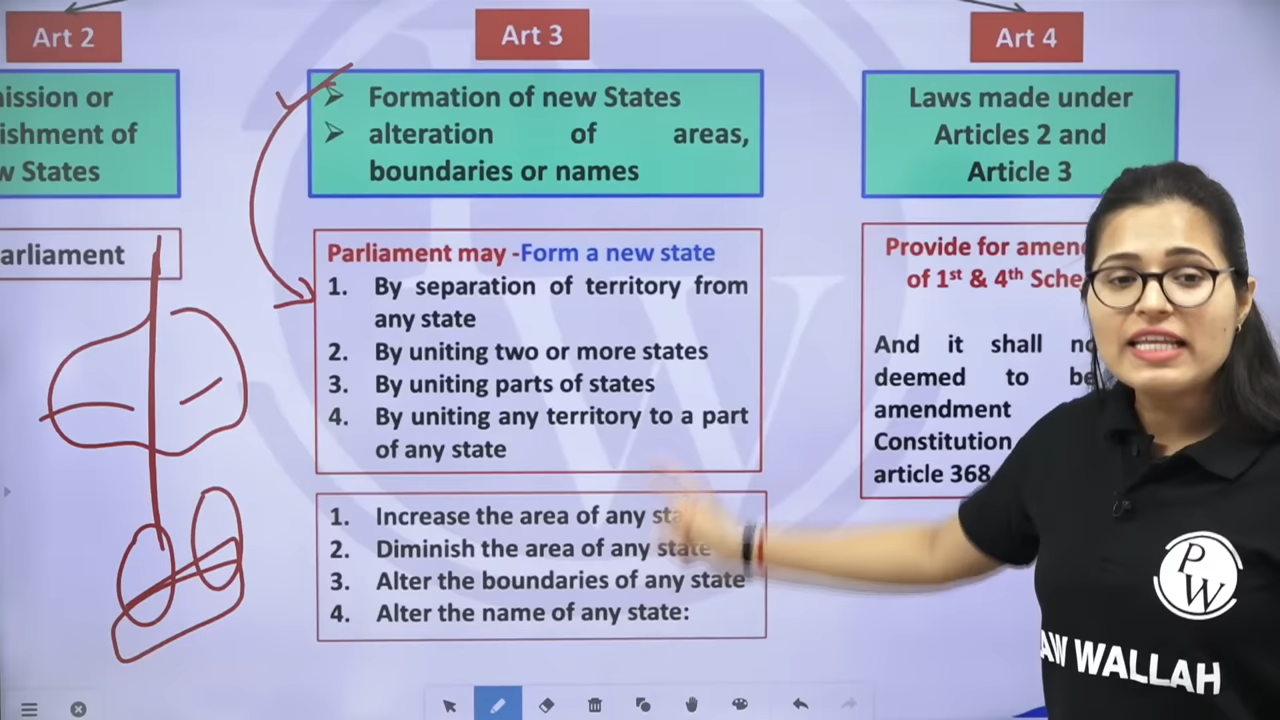 Art 2
ission or
ishment of
w States
arliament
Art 3
Formation of new States
alteration of areas,
boundaries or names
Parliament may -Form a new state
1. By separation of territory from
any state
2. By uniting two or more states
3. By uniting parts of states
4. By uniting any territory to a part
of any state
1. Increase the area of any sta
2. Diminish the area of any state
3. Alter the boundaries of any state
4. Alter the name of any state:
Art 4
Laws made under
Articles 2 and
Article 3
Provide for amen
of 1st & 4th Sche
And it shall no
deemed to be
amendment
Constitution
article 368
PW
AW WALLAH